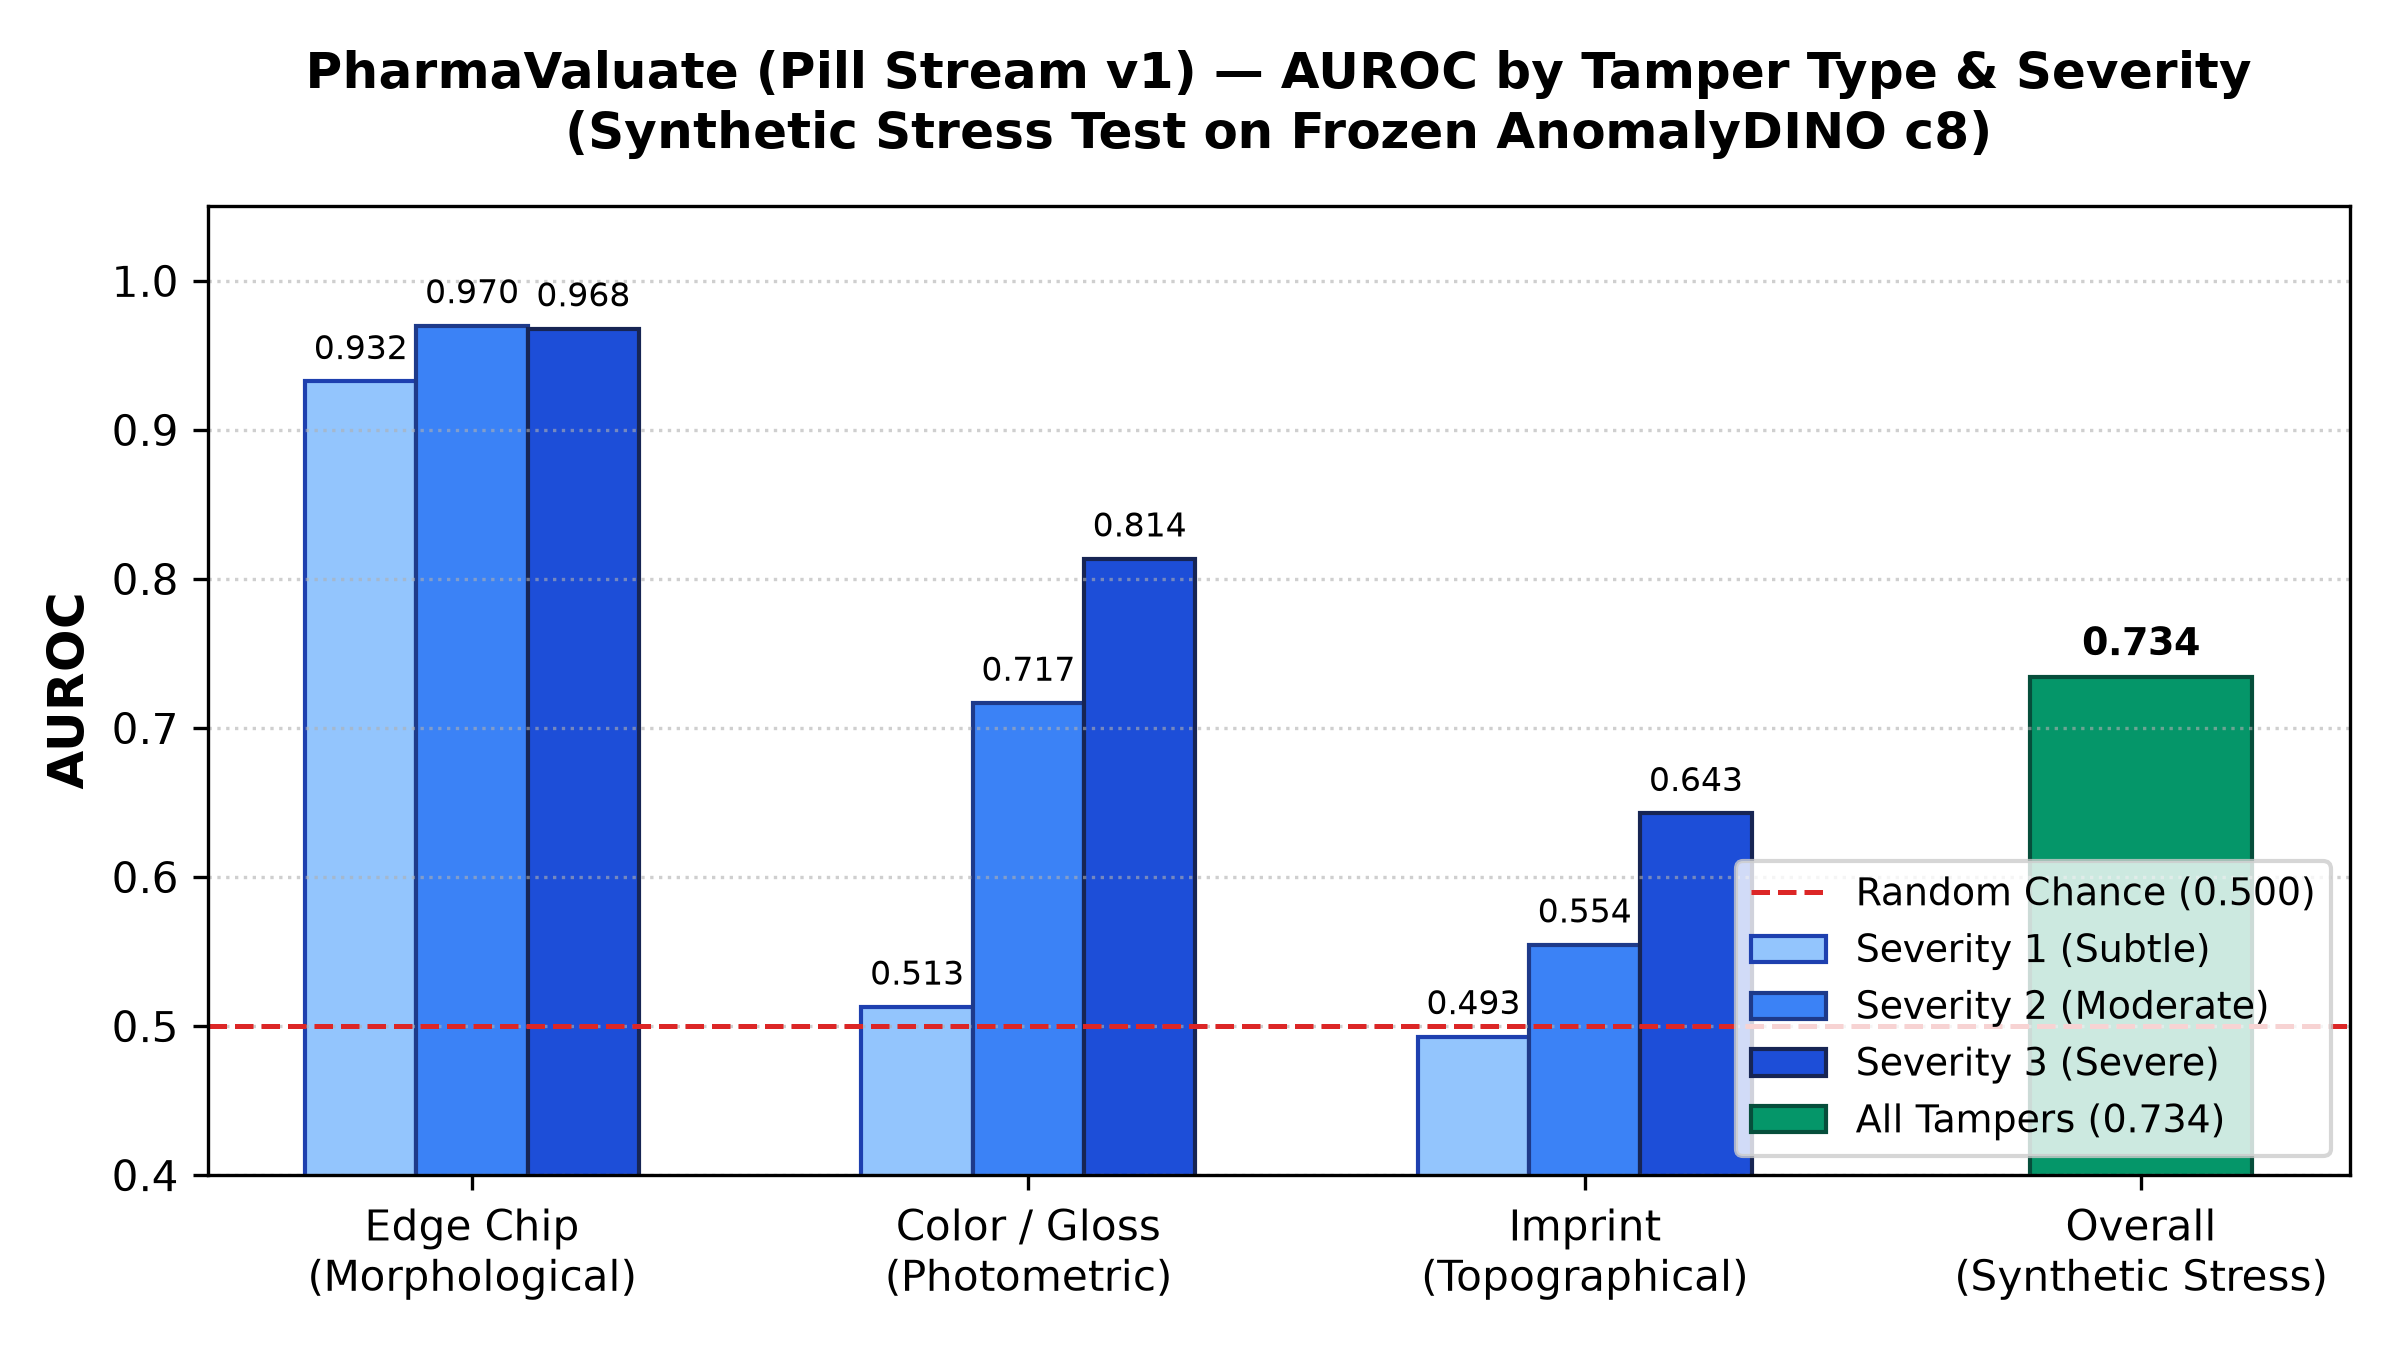 PharmaValuate (Pill Stream v1) — AUROC by Tamper Type & Severity
(Synthetic Stress Test on Frozen AnomalyDINO c8)
AUROC
1.0
0.9
0.8
0.7
0.6
0.5
0.4
0.932
0.970
0.968
0.513
0.717
0.814
0.493
0.554
0.643
0.734
Random Chance (0.500)
Severity 1 (Subtle)
Severity 2 (Moderate)
Severity 3 (Severe)
All Tampers (0.734)
Edge Chip
(Morphological)
Color / Gloss
(Photometric)
Imprint
(Topographical)
Overall
(Synthetic Stress)